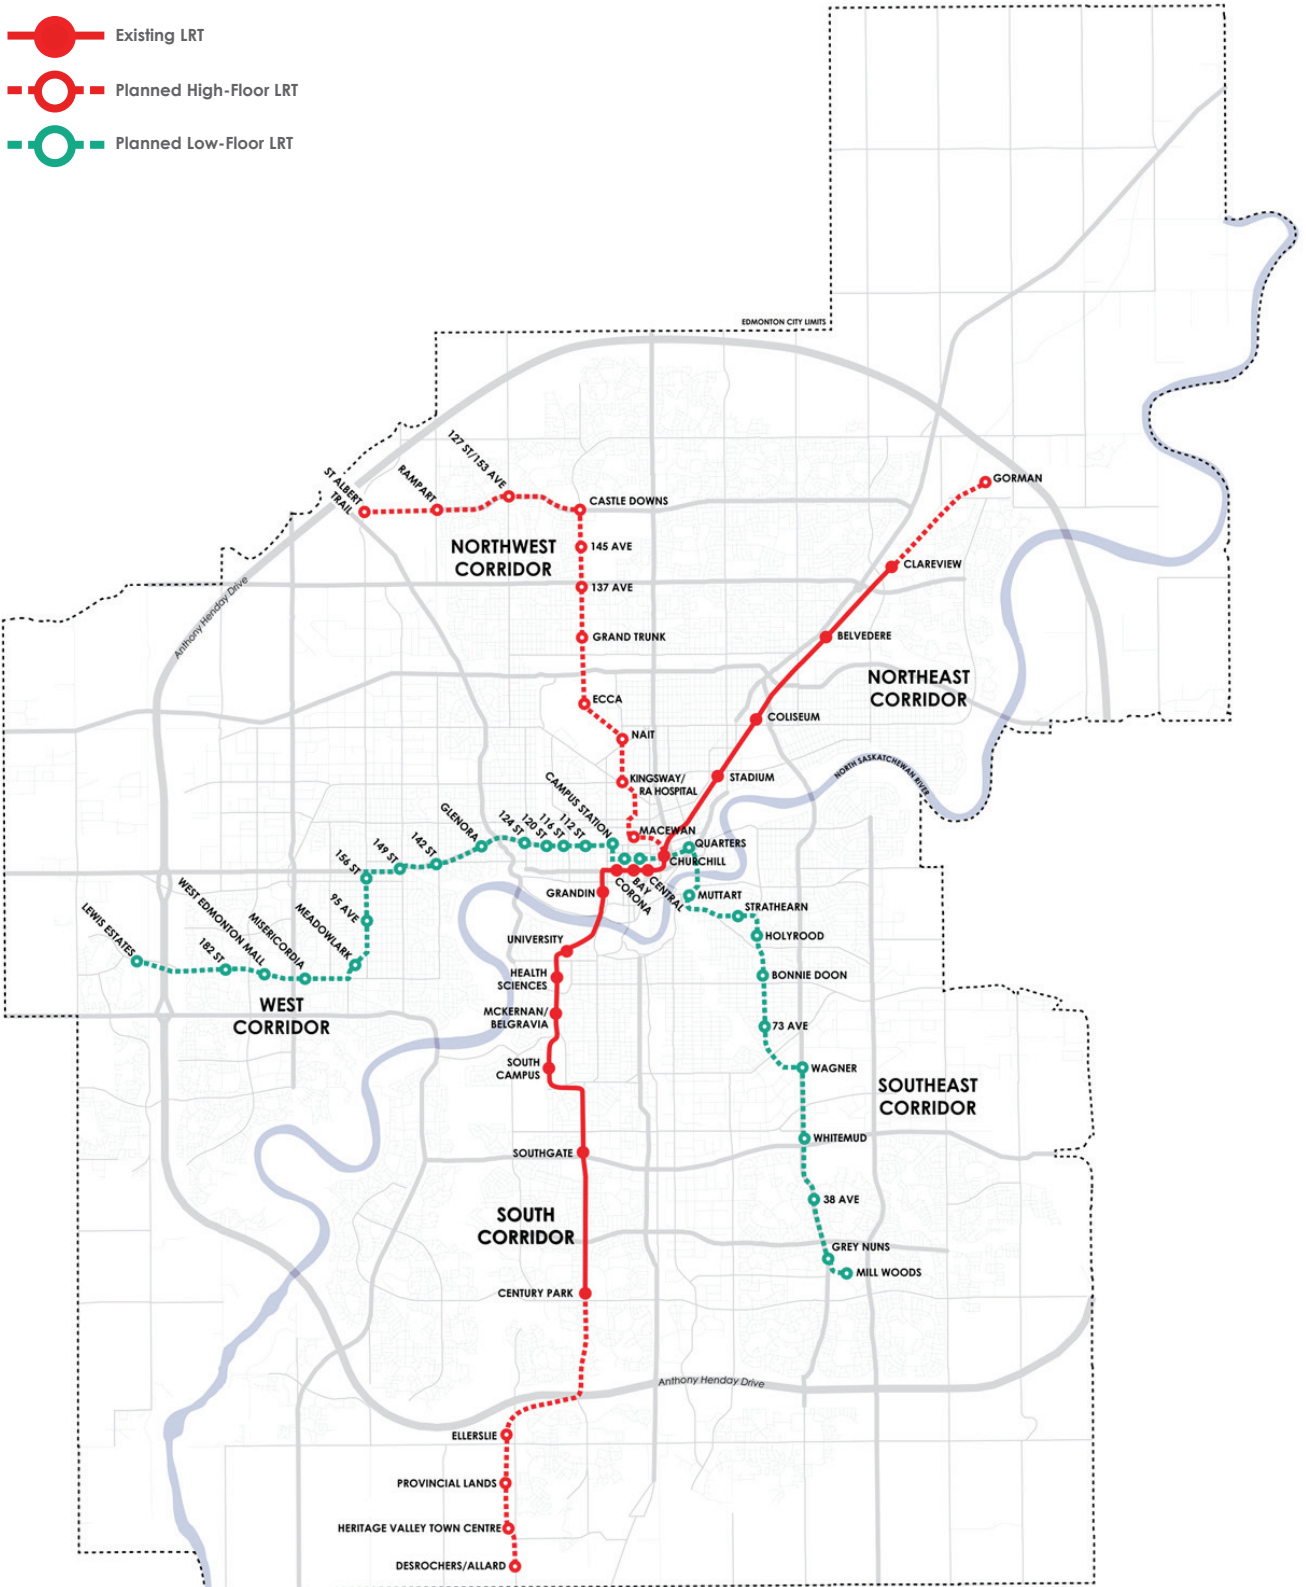 Existing LRT
Planned High-Floor LRT
Planned Low-Floor LRT
EDMONTON CITY LIMITS
127 ST/153 AVE
RAMPART
ST ALBERT
TRAIL
CASTLE DOWNS
GORMAN
NORTHWEST
CORRIDOR
145 AVE
CLAREVIEW
137 AVE
Anthony Henday Drive
GRAND TRUNK
BELVEDERE
NORTHEAST
CORRIDOR
ECCA
COLISEUM
NAIT
STADIUM
KINGSWAY/
RA HOSPITAL
NORTH SASKATCHEWAN RIVER
CAMPUS STATION
MACEWAN
GLENORA
124 ST
120 ST
116 ST
112 ST
QUARTERS
CHURCHILL
142 ST
149 ST
156 ST
GRANDIN
CORONA
BAY
CENTRAL
MUTTART
STRATHEARN
95 AVE
HOLYROOD
LEWIS ESTATES
182 ST
WEST EDMONTON MALL
MISERICORDIA
MEADOWLARK
UNIVERSITY
BONNIE DOON
HEALTH
SCIENCES
WEST
CORRIDOR
MCKERNAN/
BELGRAVIA
73 AVE
SOUTH
CAMPUS
WAGNER
SOUTHEAST
CORRIDOR
WHITEMUD
SOUTHGATE
38 AVE
SOUTH
CORRIDOR
GREY NUNS
MILL WOODS
CENTURY PARK
Anthony Henday Drive
ELLERSLIE
PROVINCIAL LANDS
HERITAGE VALLEY TOWN CENTRE
DESROCHERS/ALLARD